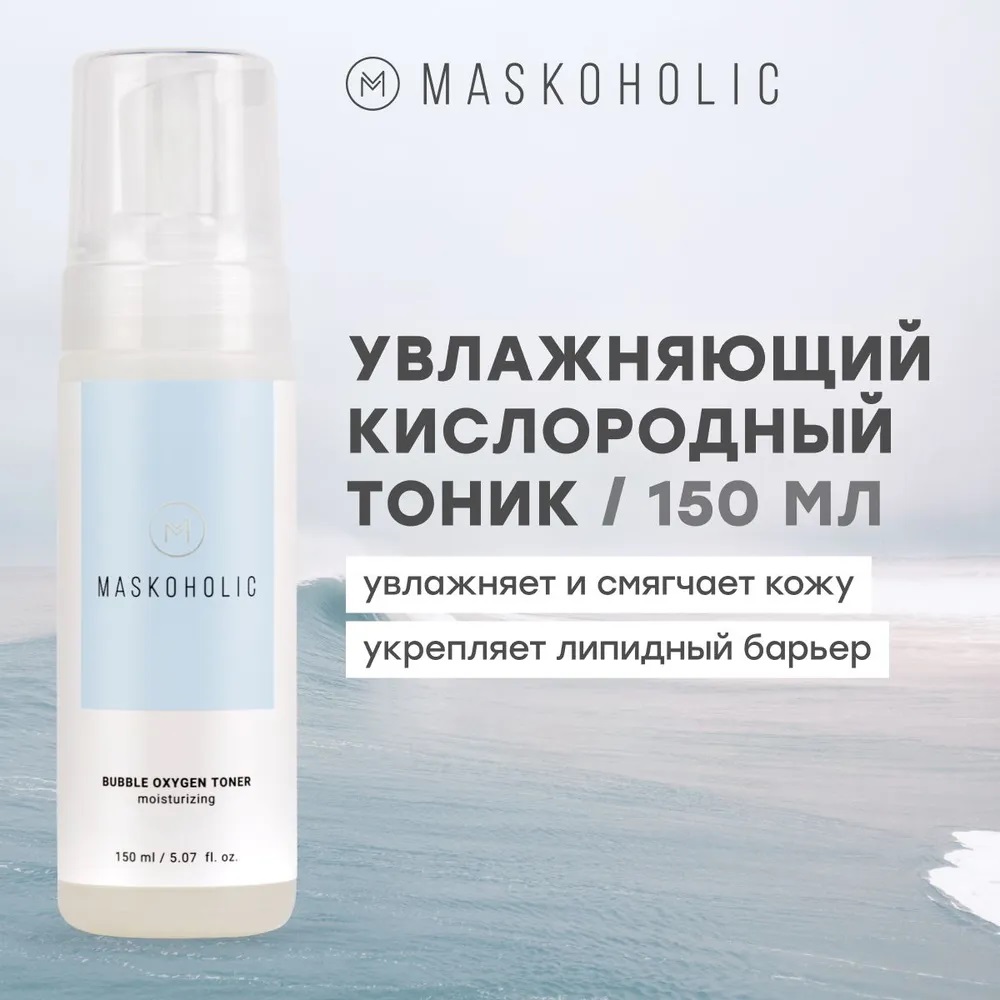 MASKOHOLIC
УВЛАЖНЯЮЩИЙ
КИСЛОРОДНЫЙ
ТОНИК / 150 МЛ
увлажняет и смягчает кожу
укрепляет липидный барьер
M
MASKOHOLIC
BUBBLE OXYGEN TONER
moisturizing
150 ml / 5.07 fl. oz.